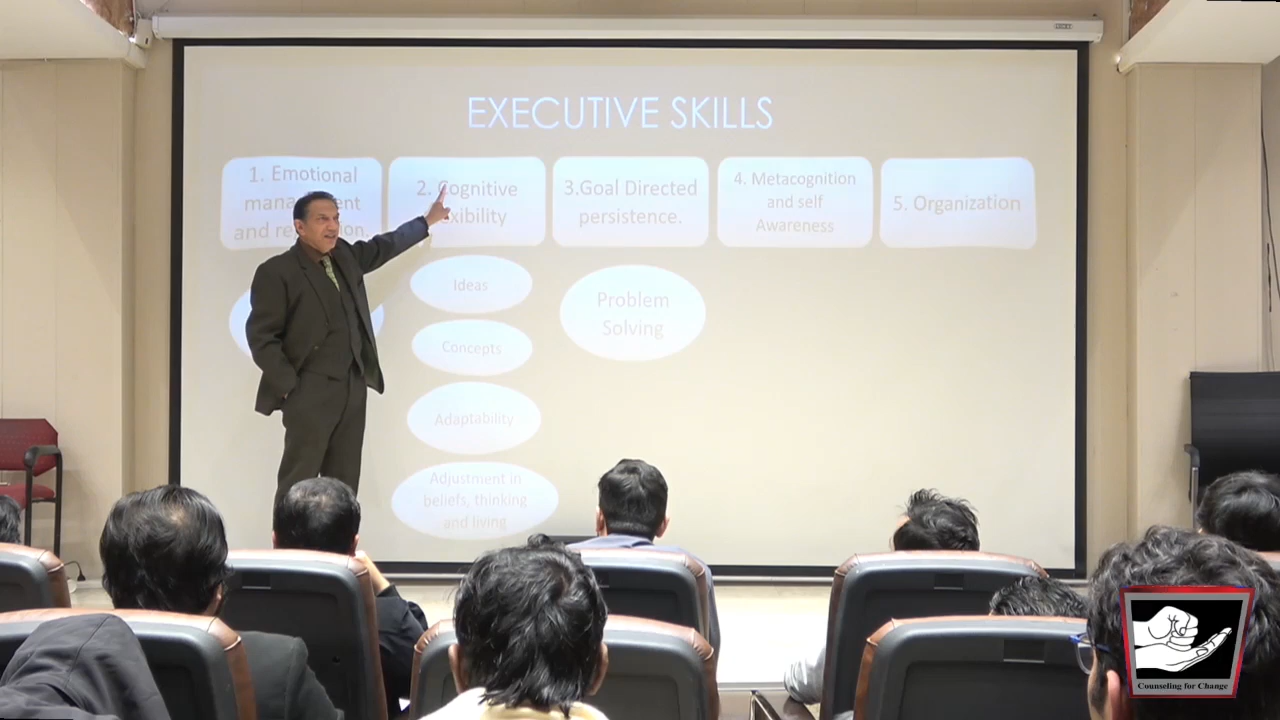 EXECUTIVE SKILLS
1. Emotional
and
2. Cognitive
3.Goal Directed
persistence.
4. Metacognition
and self
Awareness
5. Organization
Ideas
Concepts
Adaptability
Adjustment in
beliefs, thinking
and living
Problem
Solving
Counseling for Change